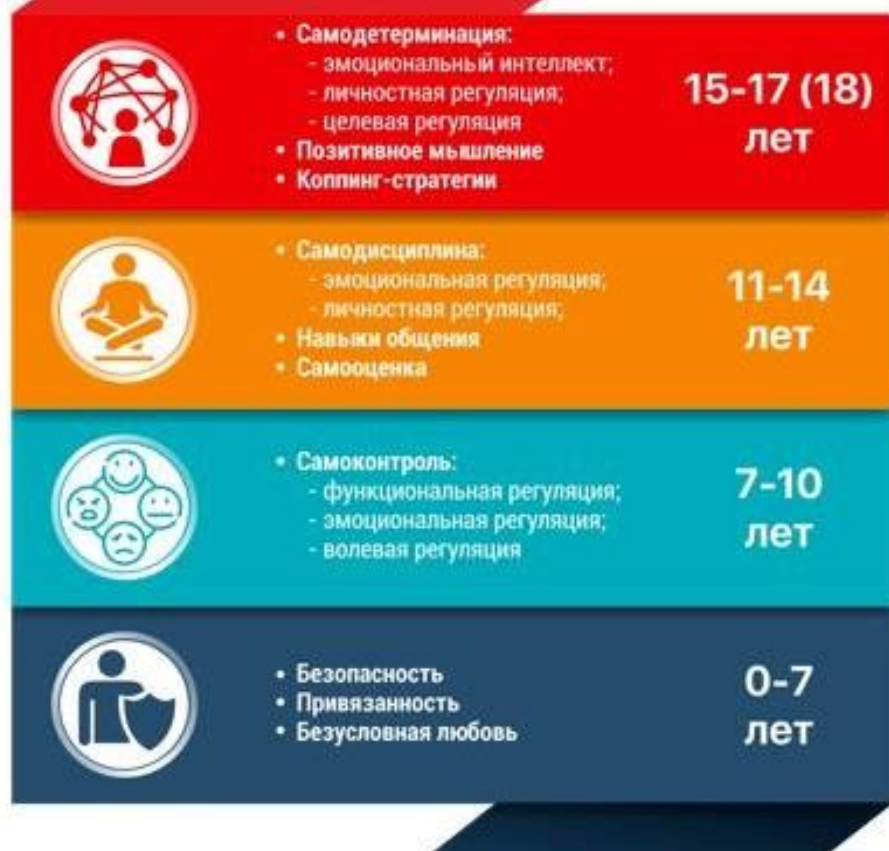 • Самодетерминация:
- эмоциональный интеллект;
- личностная регуляция;
- целевая регуляция
• Позитивное мышление
• Коппинг-стратегии
15-17 (18)
лет
• Самодисциплина:
- эмоциональная регуляция;
- личностная регуляция;
• Навыки общения
• Самооценка
11-14
лет
• Самоконтроль:
- функциональная регуляция;
- эмоциональная регуляция;
- волевая регуляция
7-10
лет
• Безопасность
• Привязанность
• Безусловная любовь
0-7
лет